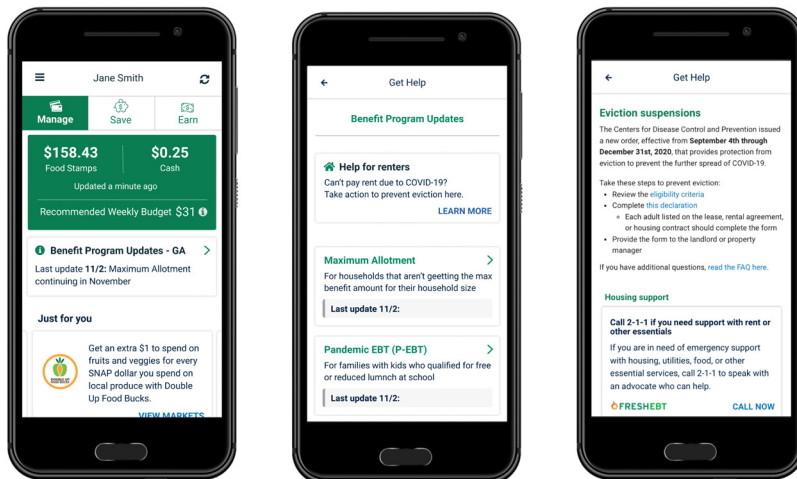 Jane Smith
Manage
Save
Earn
$158.43
$0.25
Food Stamps
Cash
Updated a minute ago
Recommended Weekly Budget $31
Benefit Program Updates - GA
Last update 11/2: Maximum Allotment
continuing in November
Just for you
DOUBLE UP
FOOD BUCKS
Get an extra $1 to spend on
fruits and veggies for every
SNAP dollar you spend on
local produce with Double
Up Food Bucks.
VIEW MARKETS
Get Help
Benefit Program Updates
Help for renters
Can't pay rent due to COVID-19?
Take action to prevent eviction here.
LEARN MORE
Maximum Allotment
For households that aren't geetting the max
benefit amount for their household size
Last update 11/2:
Pandemic EBT (P-EBT)
For families with kids who qualified for free
or reduced lumnch at school
Last update 11/2:
Get Help
Eviction suspensions
The Centers for Disease Control and Prevention issued
a new order, effective from September 4th through
December 31st, 2020, that provides protection from
eviction to prevent the further spread of COVID-19.
Take these steps to prevent eviction:
• Review the eligibility criteria
• Complete this declaration
○ Each adult listed on the lease, rental agreement,
or housing contract should complete the form
• Provide the form to the landlord or property
manager
If you have additional questions, read the FAQ here.
Housing support
Call 2-1-1 if you need support with rent or
other essentials
If you are in need of emergency support
with housing, utilities, food, or other
essential services, call 2-1-1 to speak with
an advocate who can help.
FRESHEBT
CALL NOW